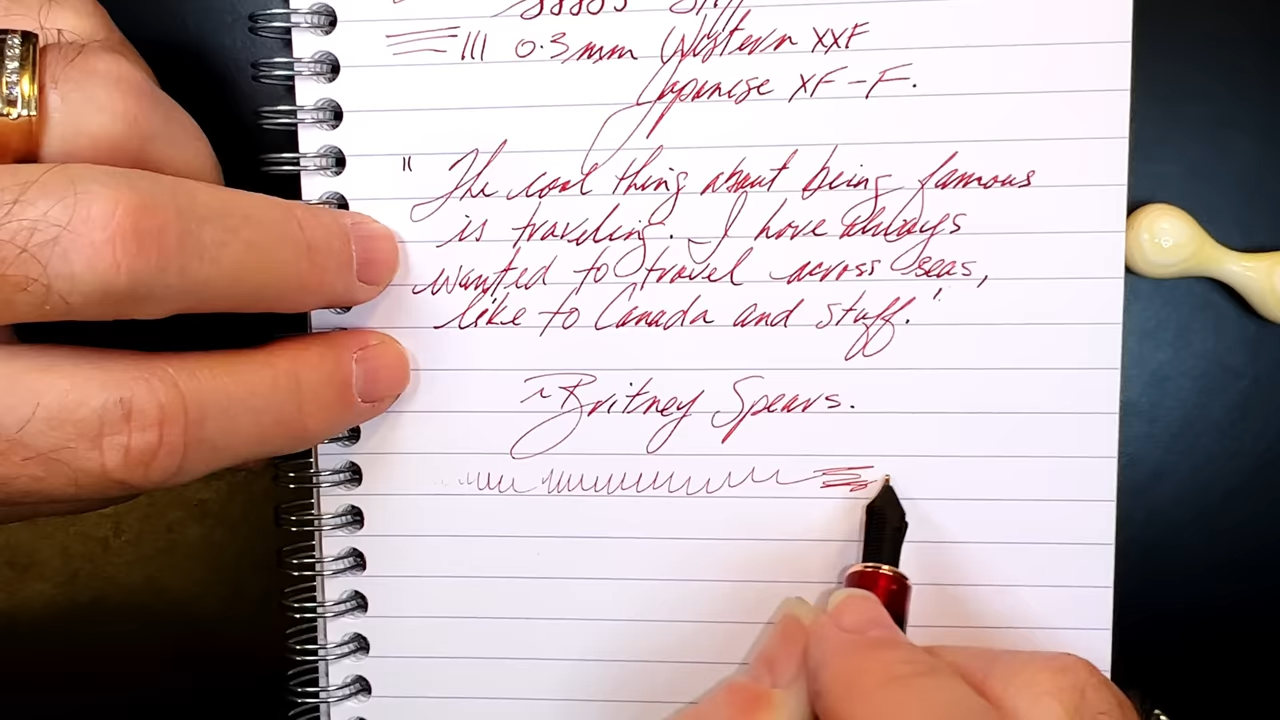 0.3mm Western XXF
Japanese XF-F.
"The cool thing about being famous
is traveling. I have always
wanted to travel across seas,
like to Canada and stuff."
~Britney Spears.